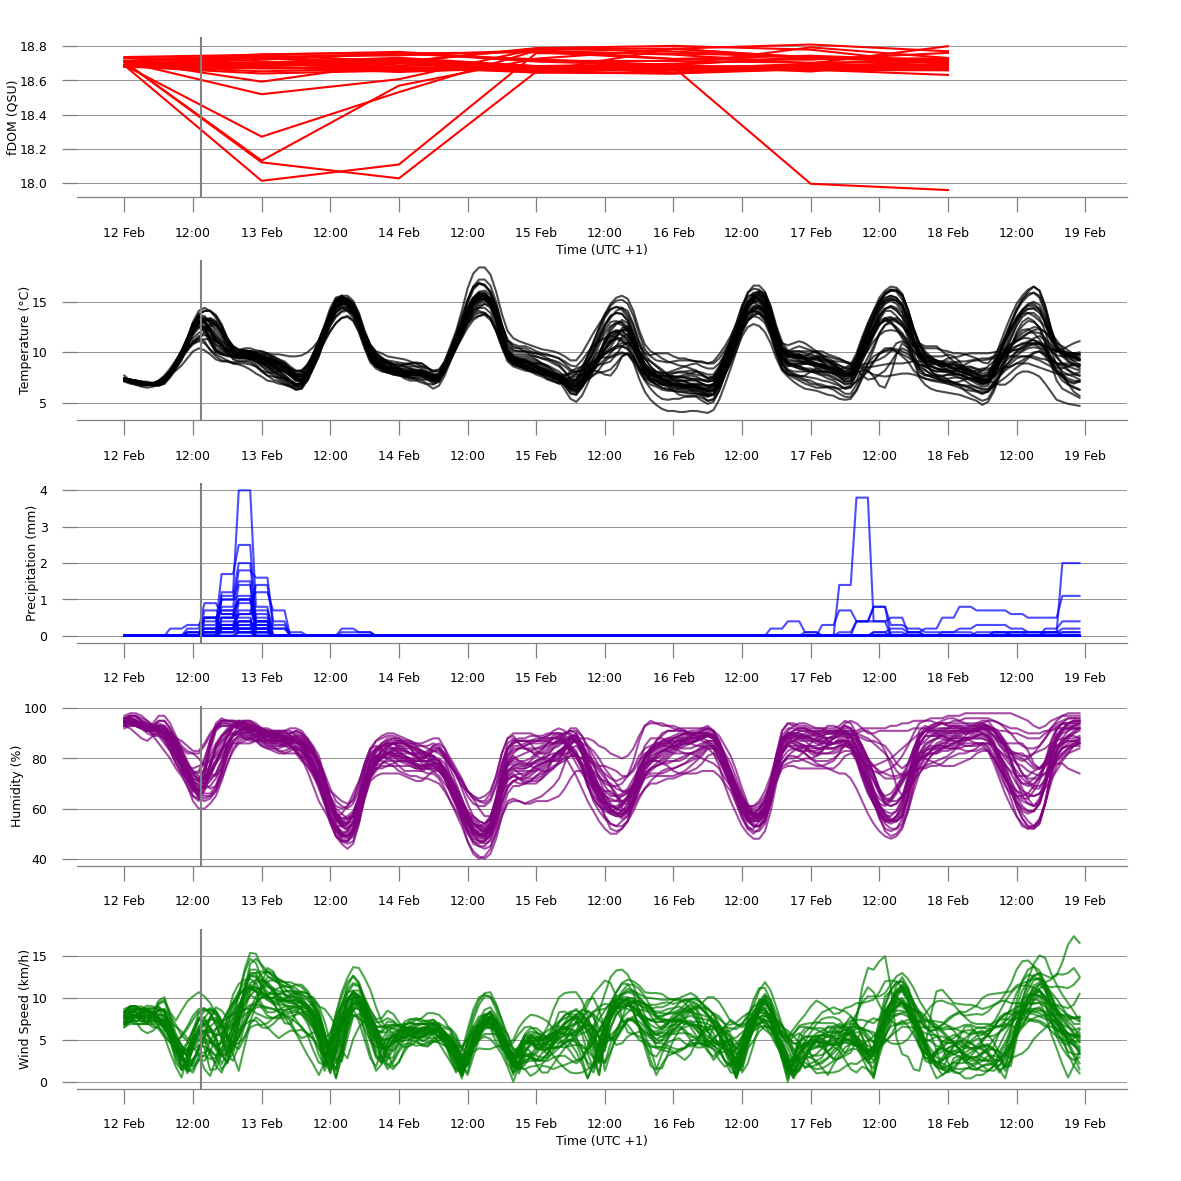 18.8
18.6
18.4
18.2
18.0
fDOM (QSU)
12 Feb 12:00 13 Feb 12:00 14 Feb 12:00 15 Feb 12:00 16 Feb 12:00 17 Feb 12:00 18 Feb 12:00 19 Feb
Time (UTC +1)
15
10
5
Temperature (°C)
12 Feb 12:00 13 Feb 12:00 14 Feb 12:00 15 Feb 12:00 16 Feb 12:00 17 Feb 12:00 18 Feb 12:00 19 Feb
4
3
2
1
0
Precipitation (mm)
12 Feb 12:00 13 Feb 12:00 14 Feb 12:00 15 Feb 12:00 16 Feb 12:00 17 Feb 12:00 18 Feb 12:00 19 Feb
100
80
60
40
Humidity (%)
12 Feb 12:00 13 Feb 12:00 14 Feb 12:00 15 Feb 12:00 16 Feb 12:00 17 Feb 12:00 18 Feb 12:00 19 Feb
15
10
5
0
Wind Speed (km/h)
12 Feb 12:00 13 Feb 12:00 14 Feb 12:00 15 Feb 12:00 16 Feb 12:00 17 Feb 12:00 18 Feb 12:00 19 Feb
Time (UTC +1)